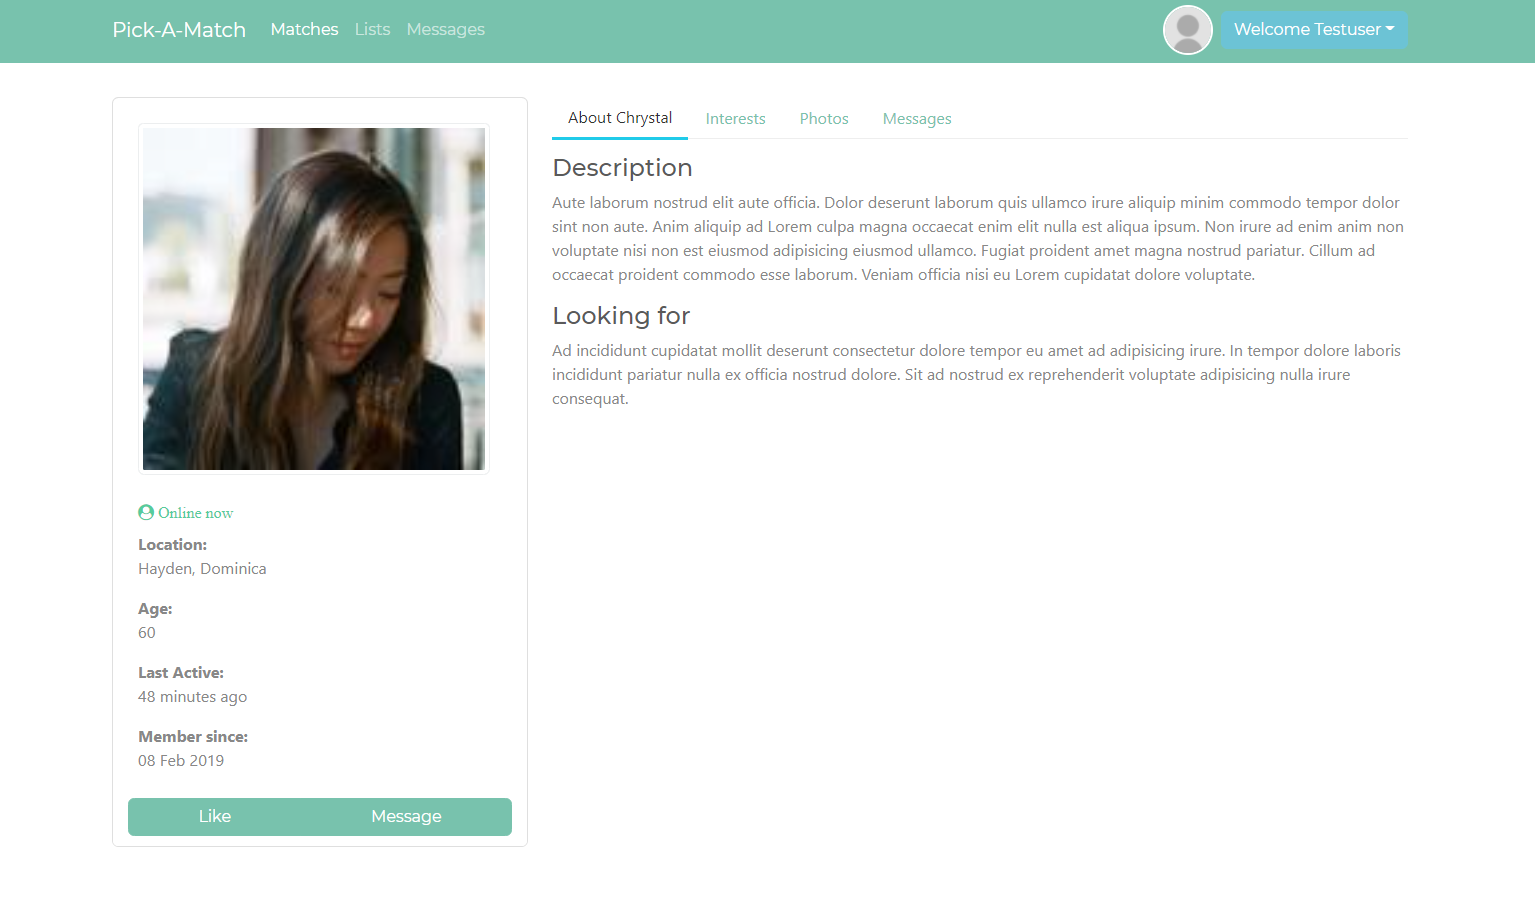 Pick-A-Match Matches Lists Messages Welcome Testuser
About Chrystal Interests Photos Messages
Description
Aute laborum nostrud elit aute officia. Dolor deserunt laborum quis ullamco irure aliquip minim commodo tempor dolor
sint non aute. Anim aliquip ad Lorem culpa magna occaecat enim elit nulla est aliqua ipsum. Non irure ad enim anim non
voluptate nisi non est eiusmod adipisicing eiusmod ullamco. Fugiat proident amet magna nostrud pariatur. Cillum ad
occaecat proident commodo esse laborum. Veniam officia nisi eu Lorem cupidatat dolore voluptate.
Looking for
Ad incididunt cupidatat mollit deserunt consectetur dolore tempor eu amet ad adipisicing irure. In tempor dolore laboris
incididunt pariatur nulla ex officia nostrud dolore. Sit ad nostrud ex reprehenderit voluptate adipisicing nulla irure
consequat.
Online now
Location:
Hayden, Dominica
Age:
60
Last Active:
48 minutes ago
Member since:
08 Feb 2019
Like Message